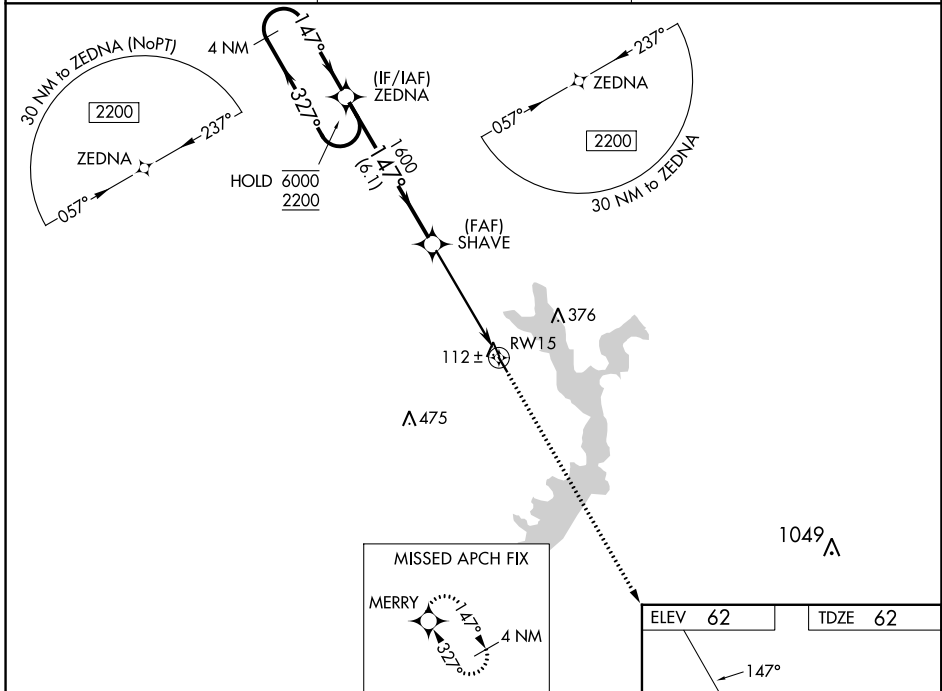 4 NM
147°
327°
(IF/IAF)
ZEDNA
30 NM to ZEDNA (NoPT)
2200
237°
ZEDNA
057°
HOLD 6000
2200
1600
147°
(6.1)
237°
ZEDNA
057°
2200
30 NM to ZEDNA
(FAF)
SHAVE
376
RW15
112 ±
475
1049
MISSED APCH FIX
MERRY
147°
4 NM
327°
ELEV 62
TDZE 62
147°